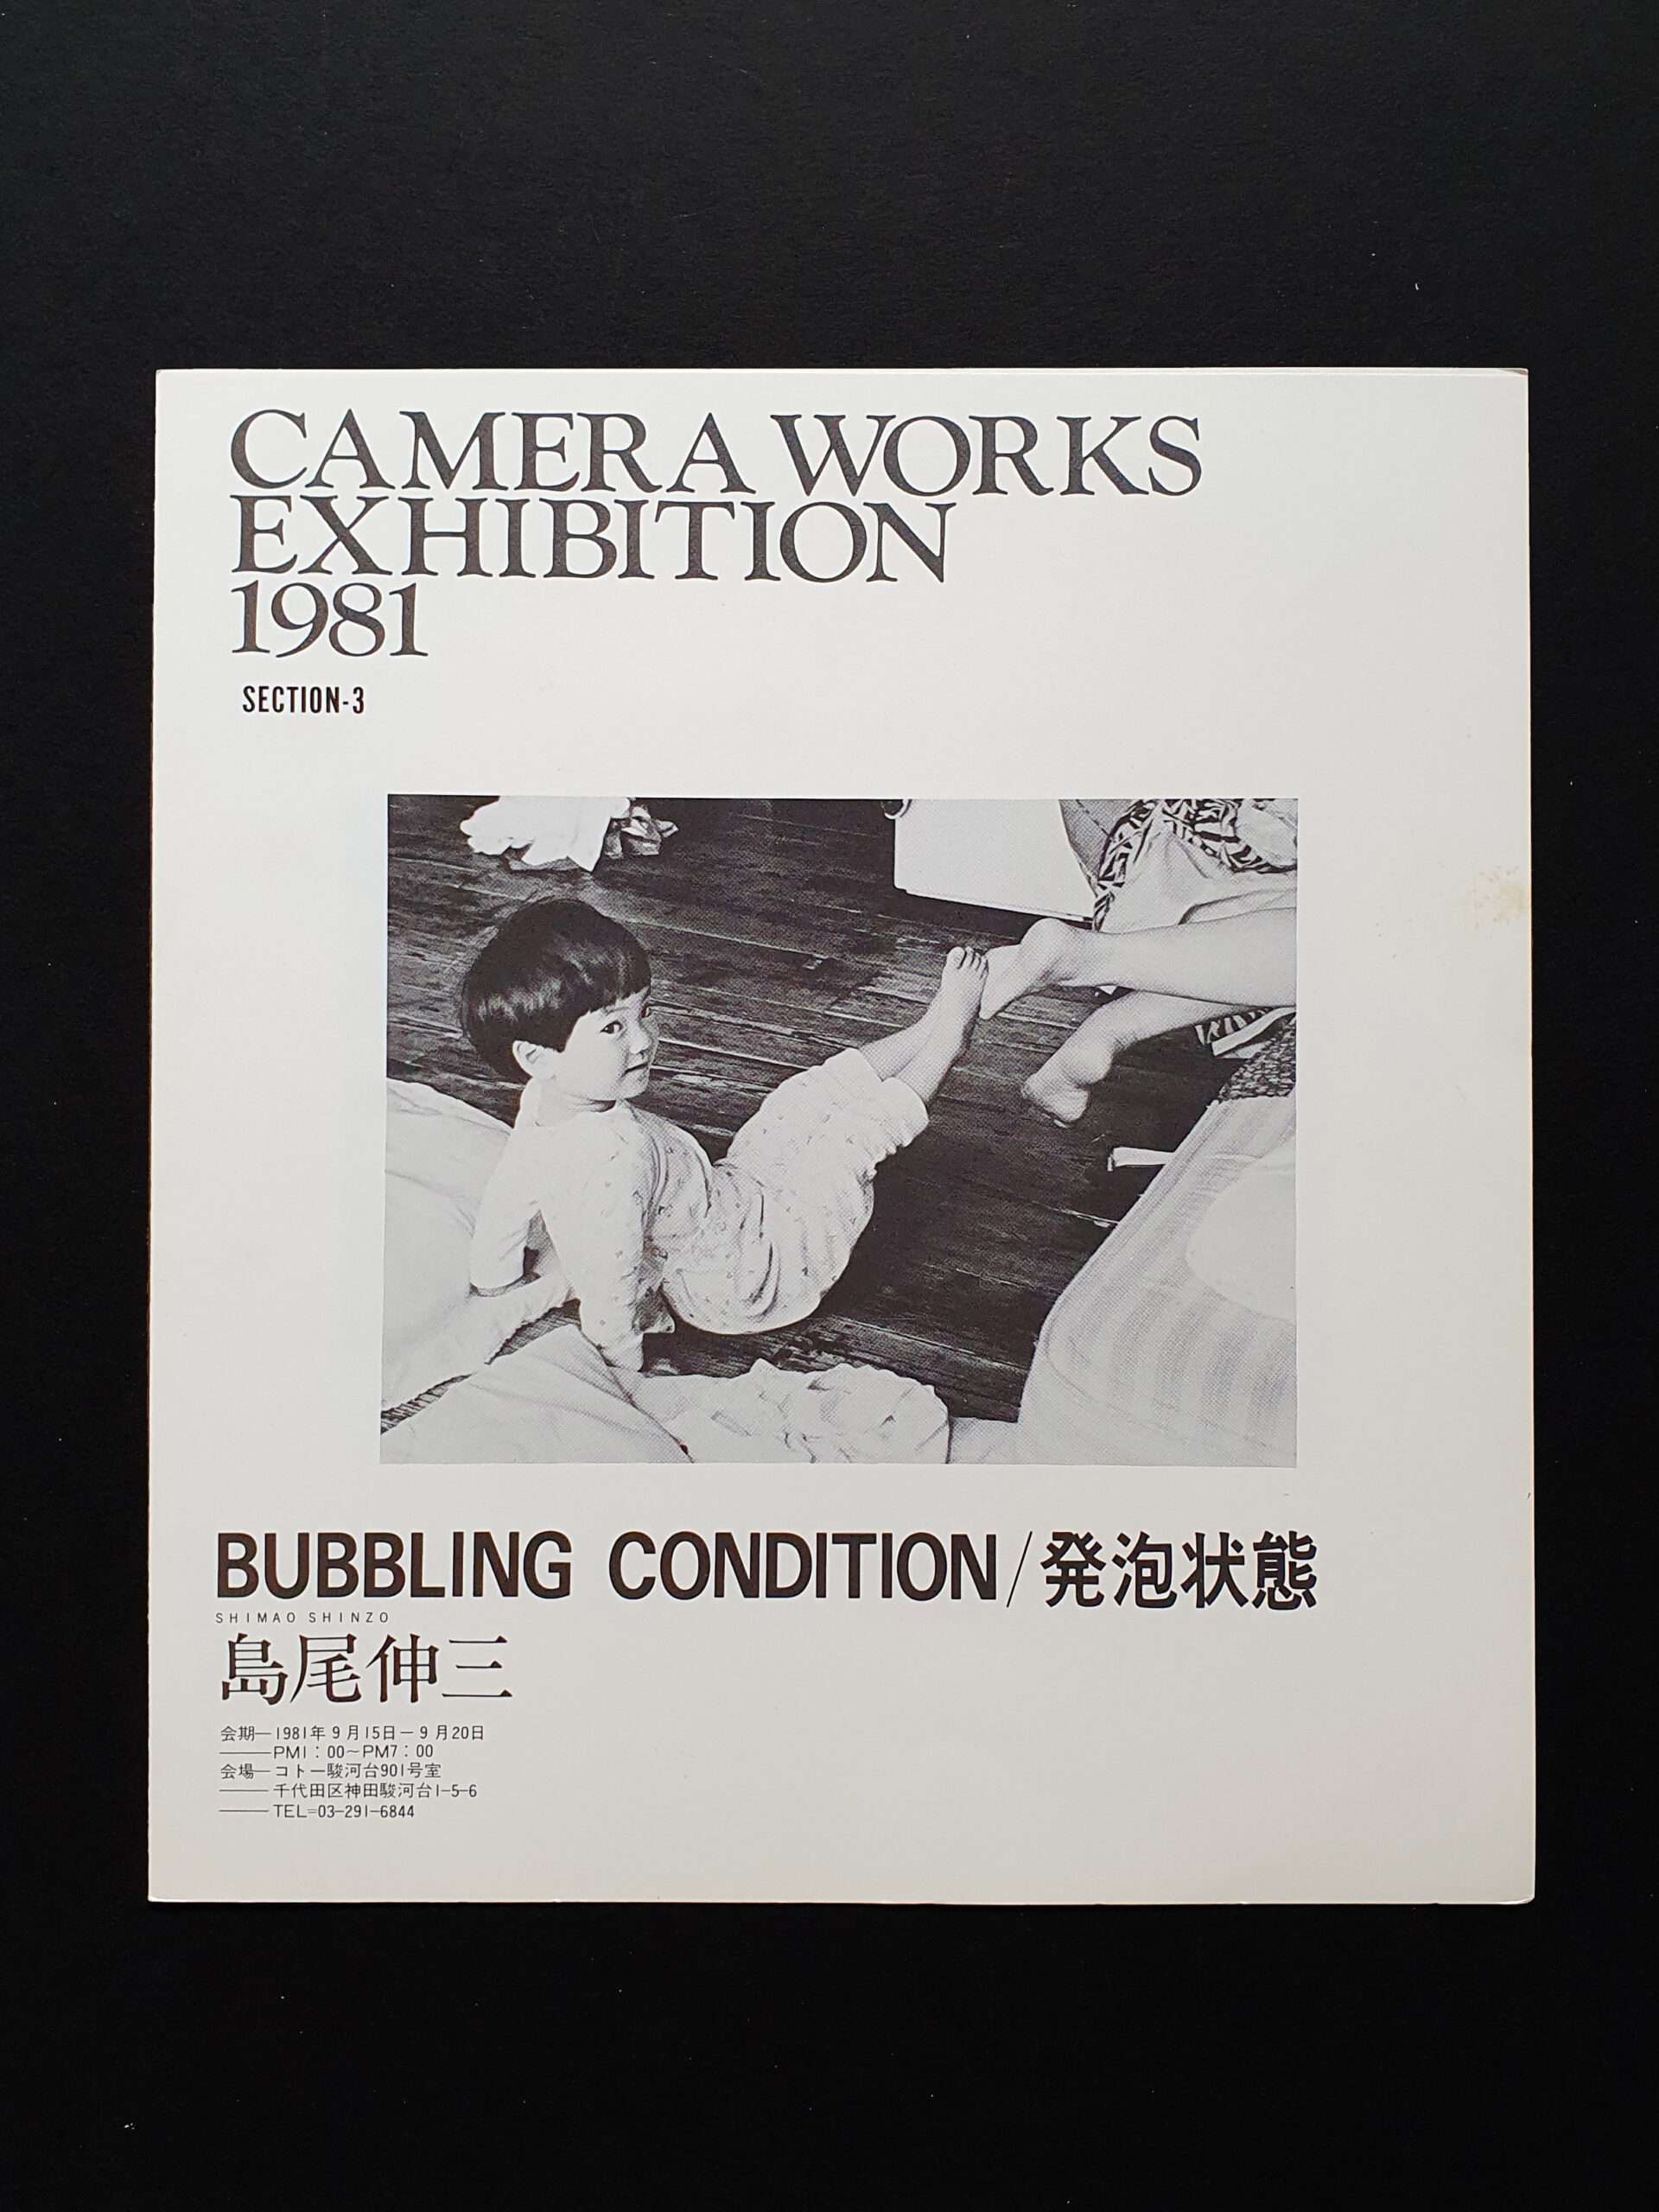 CAMERA WORKS
EXHIBITION
1981
SECTION-3
BUBBLING CONDITION/発泡状態
SHIMAO SHINZO
島尾伸三
会期—1981年9月15日−9月20日
——PM1：00~PM7：00
会場—コトー駿河台901号室
——千代田区神田駿河台1-5-6
——TEL=03-291-6844